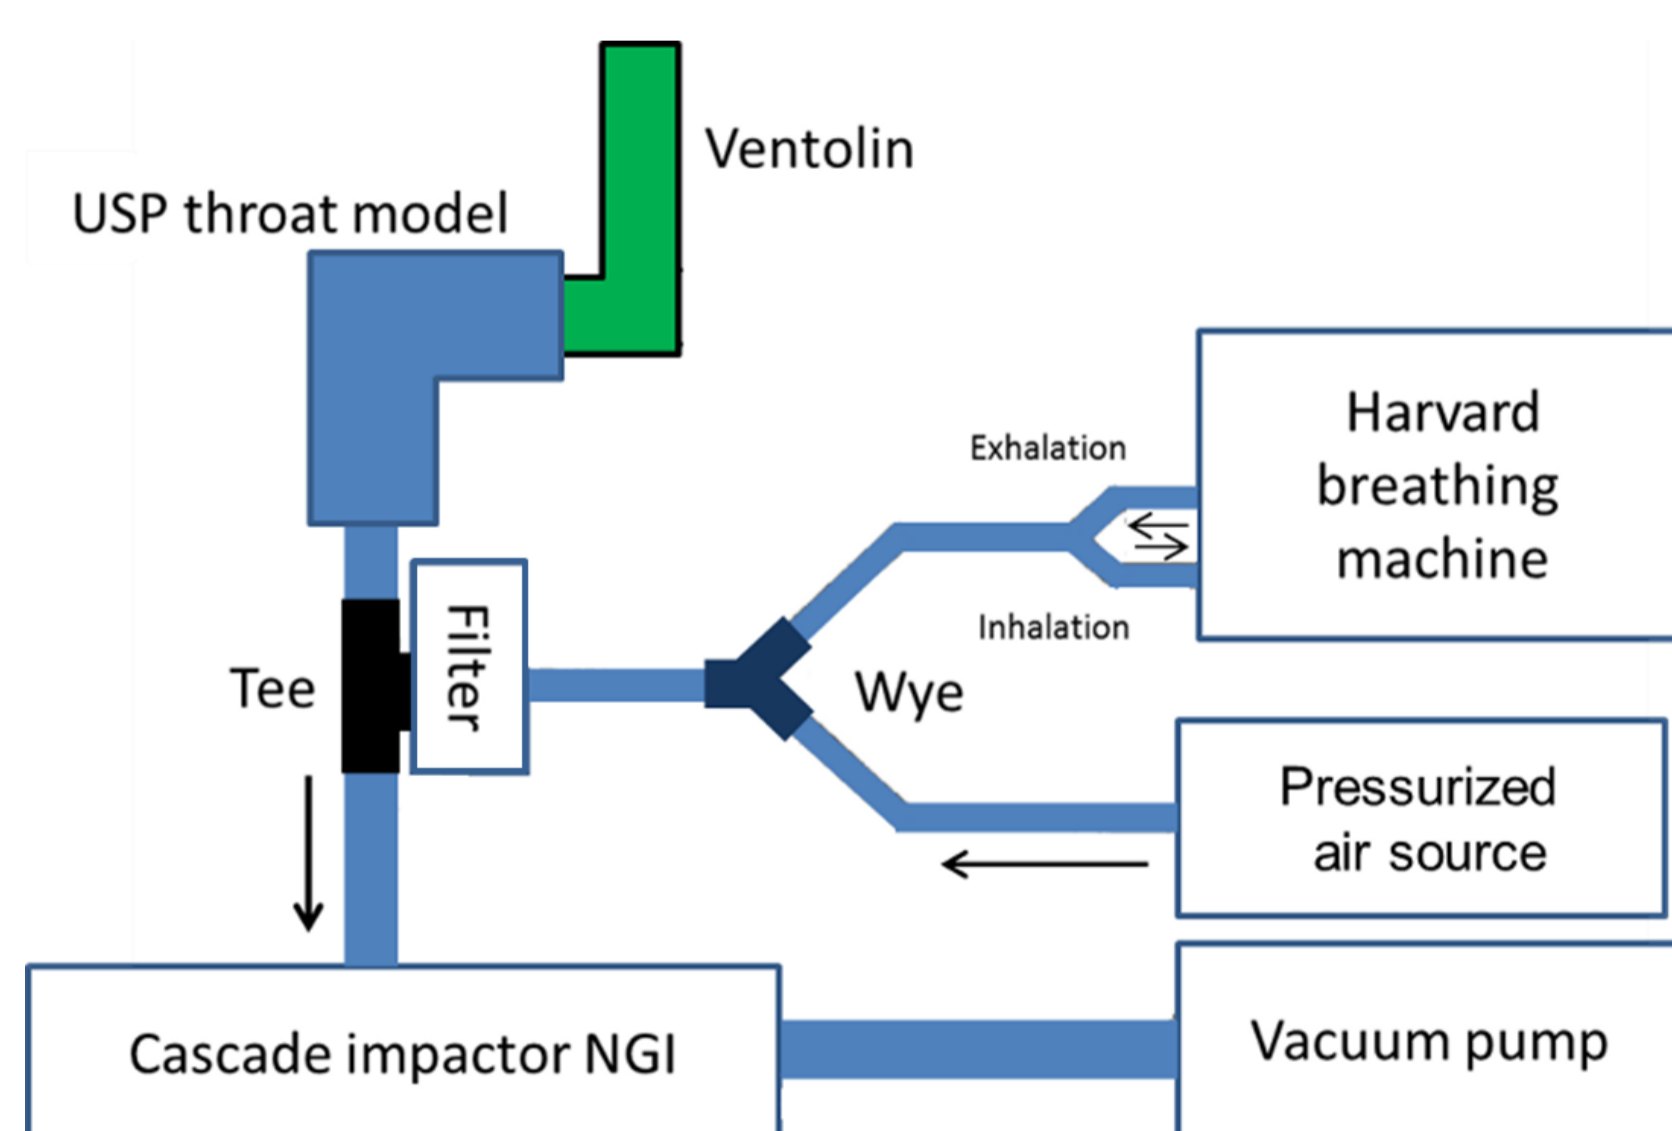 Ventolin
USP throat model
Harvard
breathing
machine
Exhalation
Inhalation
Filter
Tee
Wye
Pressurized
air source
Cascade impactor NGI
Vacuum pump